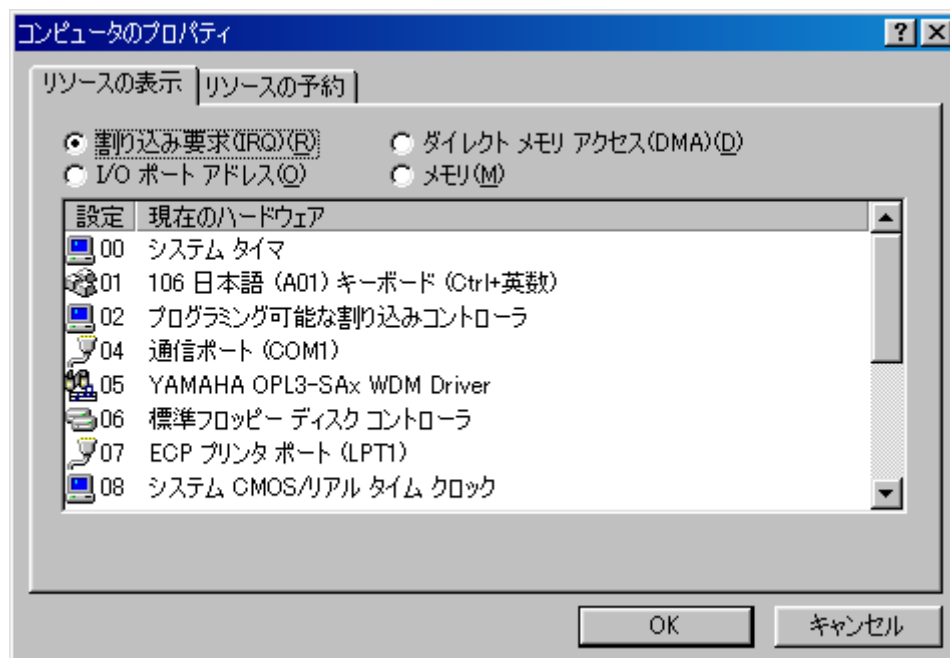 コンピュータのプロパティ
リソースの表示 リソースの予約
割り込み要求(IRQ)(R) ダイレクト メモリ アクセス(DMA)(D)
I/O ポート アドレス(O) メモリ(M)
設定 現在のハードウェア
00 システム タイマ
01 106 日本語 (A01) キーボード (Ctrl+英数)
02 プログラミング可能な割り込みコントローラ
04 通信ポート (COM1)
05 YAMAHA OPL3-SAx WDM Driver
06 標準フロッピー ディスク コントローラ
07 ECP プリンタ ポート (LPT1)
08 システム CMOS/リアル タイム クロック
OK キャンセル